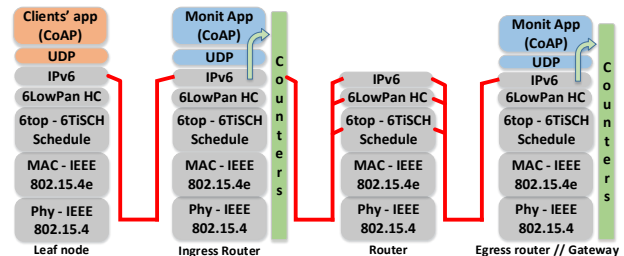 Clients' app
(CoAP)
UDP
IPv6
6LowPan HC
6top - 6TiSCH
Schedule
MAC - IEEE
802.15.4e
Phy - IEEE
802.15.4
Leaf node
Monit App
(CoAP)
UDP
IPv6
6LowPan HC
6top - 6TiSCH
Schedule
MAC - IEEE
802.15.4e
Phy - IEEE
802.15.4
Ingress Router
Counters
IPv6
6LowPan HC
6top - 6TiSCH
Schedule
MAC - IEEE
802.15.4e
Phy - IEEE
802.15.4
Router
Monit App
(CoAP)
UDP
IPv6
6LowPan HC
6top - 6TiSCH
Schedule
MAC - IEEE
802.15.4e
Phy - IEEE
802.15.4
Egress router // Gateway
Counters